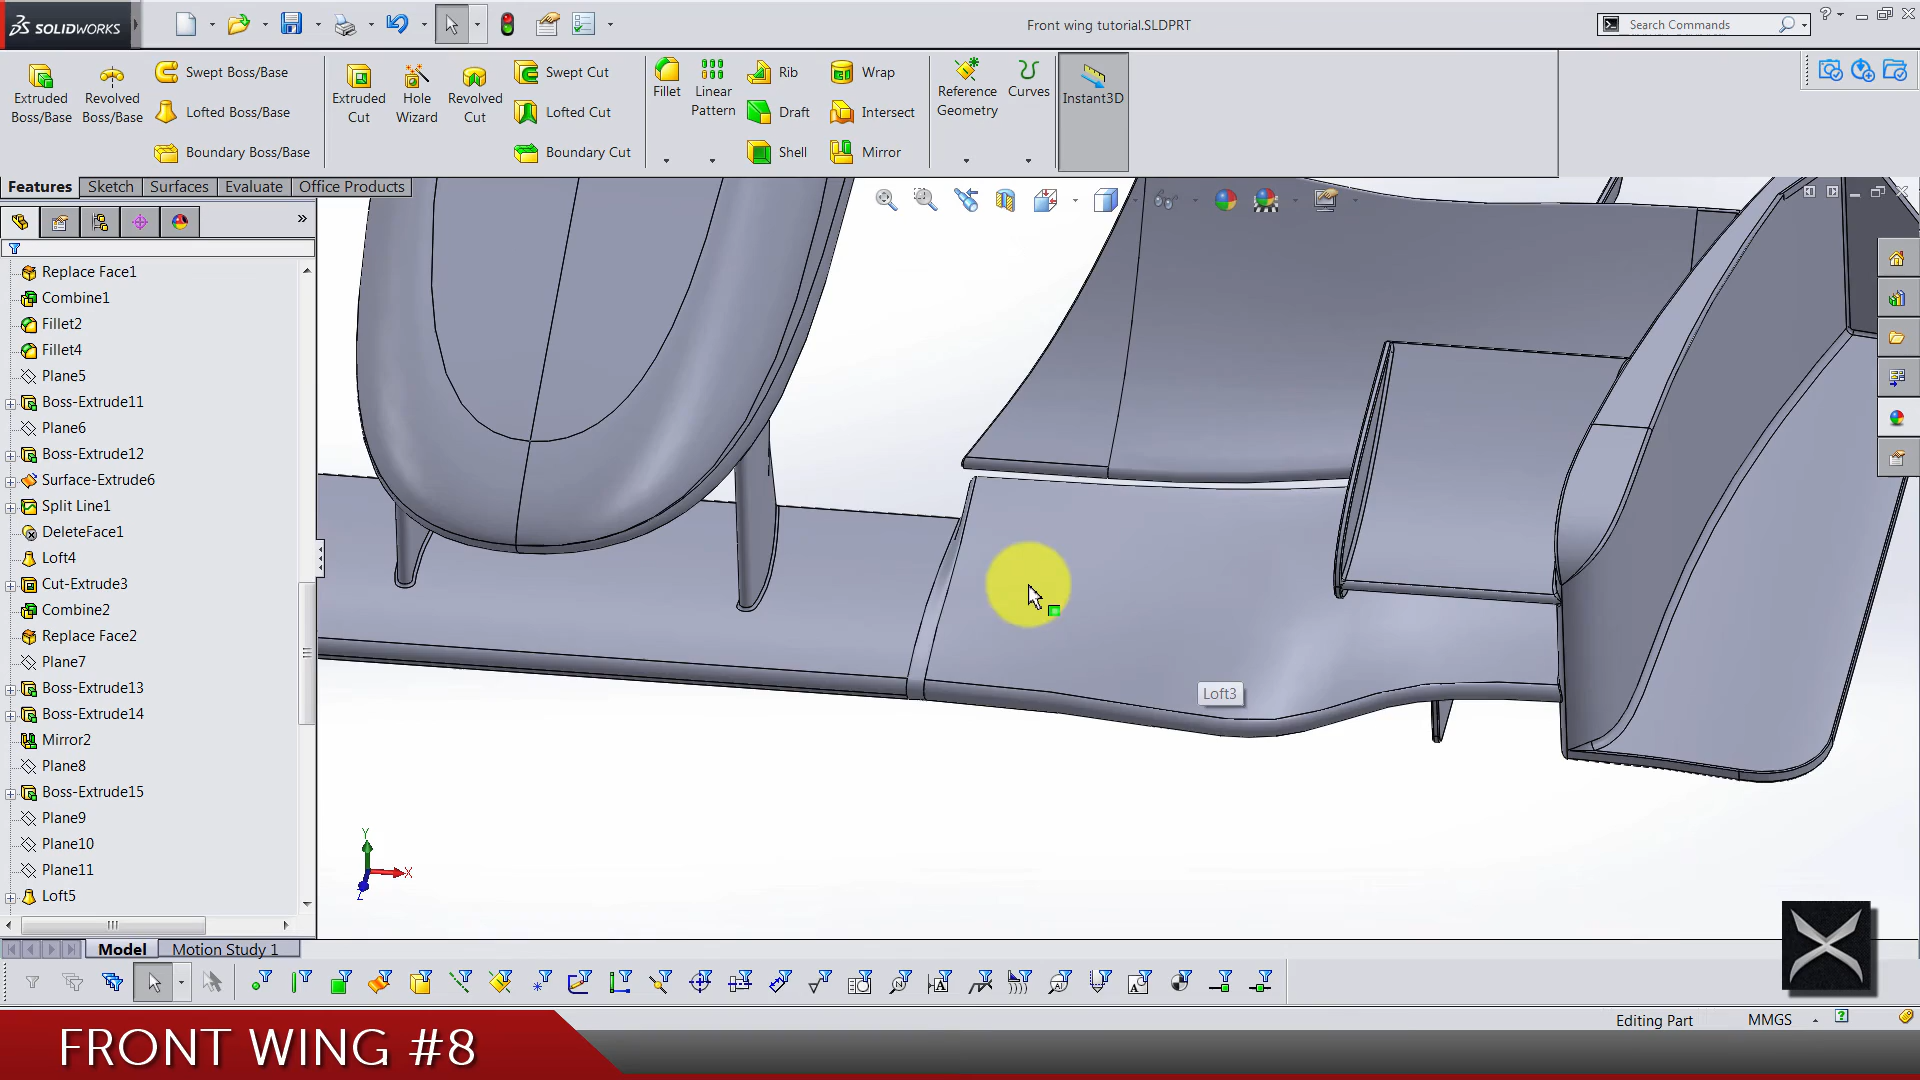 SOLIDWORKS
Front wing tutorial.SLDPRT
Search Commands
Extruded Boss/Base
Revolved Boss/Base
Swept Boss/Base
Lofted Boss/Base
Boundary Boss/Base
Extruded Cut
Hole Wizard
Revolved Cut
Swept Cut
Lofted Cut
Boundary Cut
Fillet
Linear Pattern
Rib
Draft
Shell
Wrap
Intersect
Mirror
Reference Geometry
Curves
Instant3D
Features
Sketch
Surfaces
Evaluate
Office Products
Replace Face1
Combine1
Fillet2
Fillet4
Plane5
Boss-Extrude11
Plane6
Boss-Extrude12
Surface-Extrude6
Split Line1
DeleteFace1
Loft4
Cut-Extrude3
Combine2
Replace Face2
Plane7
Boss-Extrude13
Boss-Extrude14
Mirror2
Plane8
Boss-Extrude15
Plane9
Plane10
Plane11
Loft5
Loft3
Y
X
Z
Model
Motion Study 1
Editing Part
MMGS
FRONT WING #8